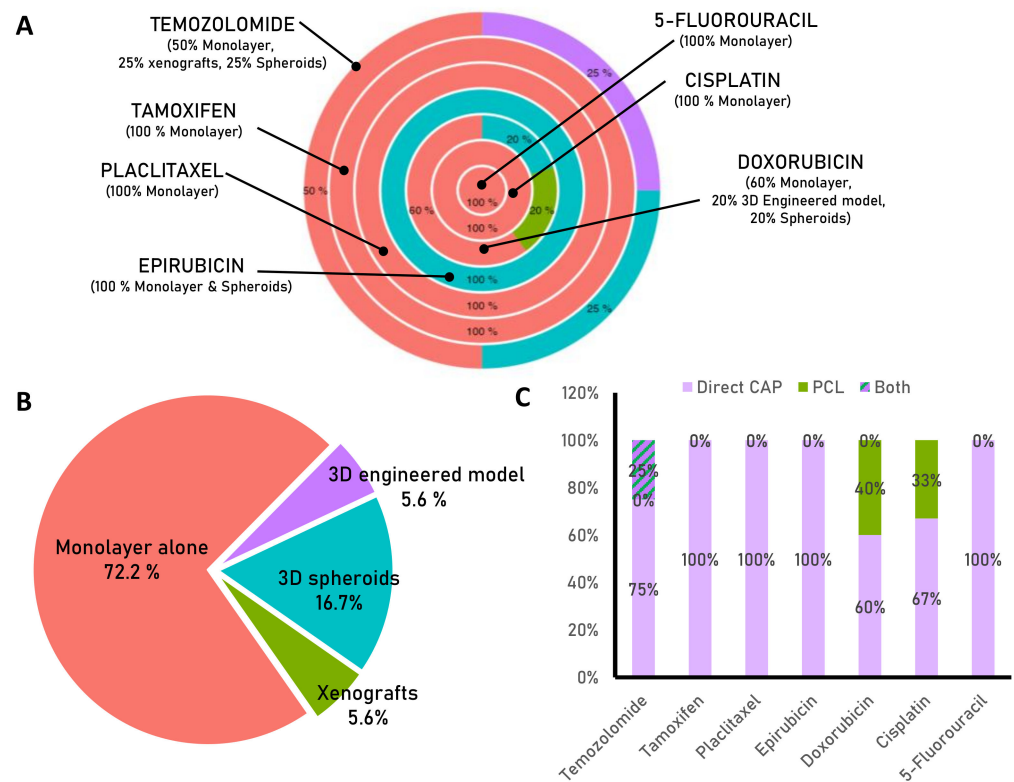 A
TEMOZOLOMIDE
(50% Monolayer,
25% xenografts, 25% Spheroids)
TAMOXIFEN
(100 % Monolayer)
PLACLITAXEL
(100% Monolayer)
EPIRUBICIN
(100 % Monolayer & Spheroids)
5-FLUOROURACIL
(100% Monolayer)
CISPLATIN
(100 % Monolayer)
DOXORUBICIN
(60% Monolayer,
20% 3D Engineered model,
20% Spheroids)
25 %
20 %
50 %
60 %
100 %
20 %
100 %
100 %
25 %
100 %
100 %
B
Monolayer alone
72.2 %
3D engineered model
5.6 %
3D spheroids
16.7%
Xenografts
5.6%
C
Direct CAP PCL Both
120%
100%
80%
60%
40%
20%
0%
25%
0%
75%
0%
100%
0%
100%
0%
100%
0%
40%
60%
33%
67%
0%
100%
Temozolomide
Tamoxifen
Placlitaxel
Epirubicin
Doxorubicin
Cisplatin
5-Fluorouracil